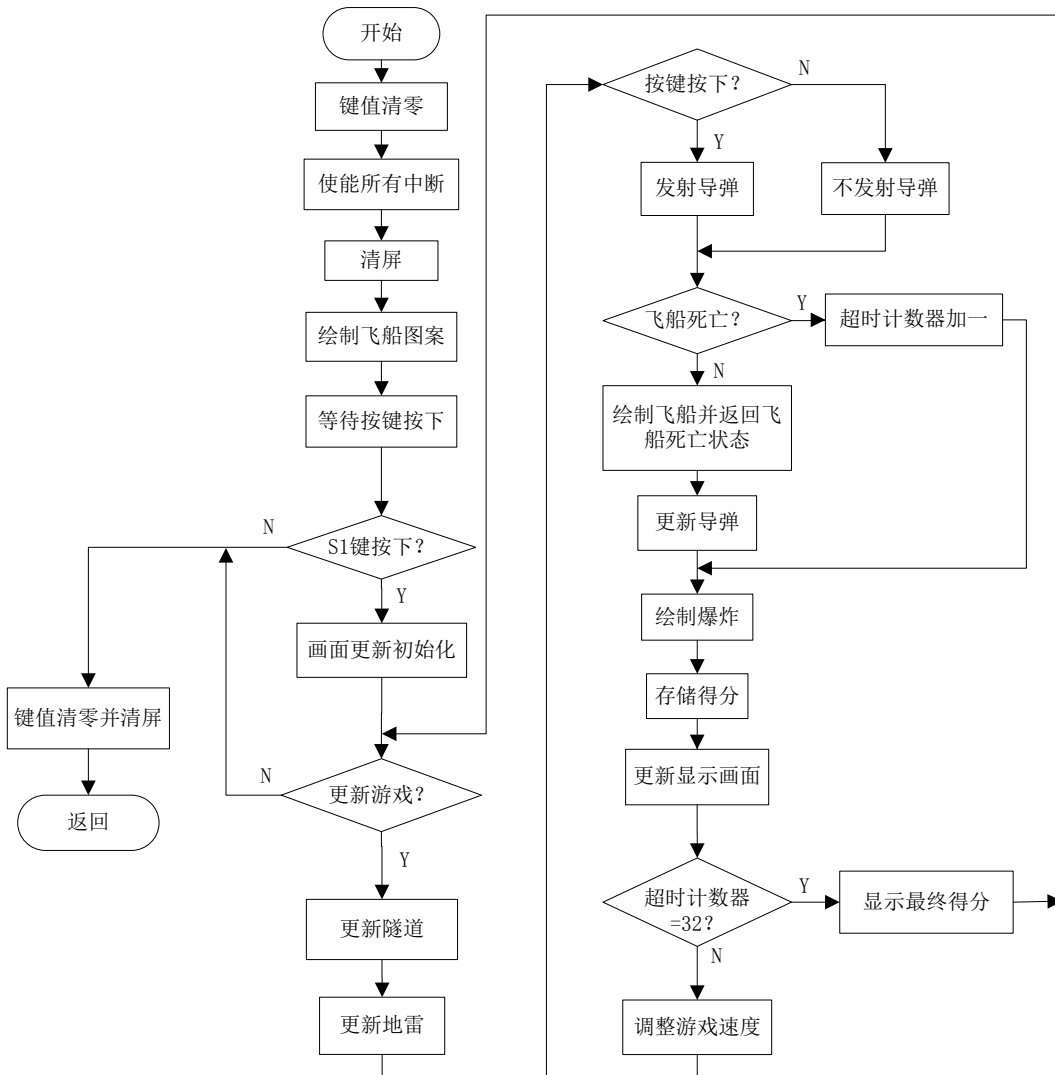 开始
键值清零
使能所有中断
清屏
绘制飞船图案
等待按键按下
N
S1键按下?
Y
画面更新初始化
键值清零并清屏
返回
N
更新游戏?
Y
更新隧道
更新地雷
按键按下?
N
Y
发射导弹
不发射导弹
飞船死亡?
Y
超时计数器加一
N
绘制飞船并返回飞
船死亡状态
更新导弹
绘制爆炸
存储得分
更新显示画面
超时计数器
=32?
Y
显示最终得分
N
调整游戏速度